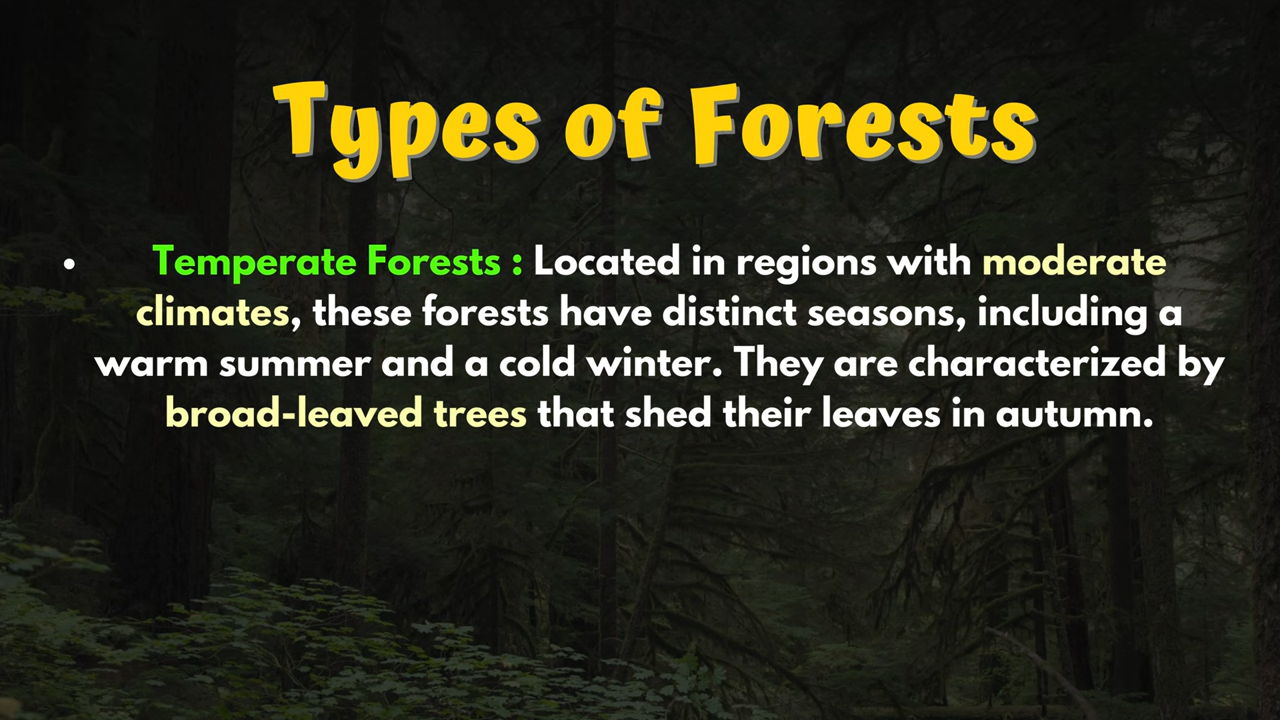 Types of Forests
• Temperate Forests : Located in regions with moderate
climates, these forests have distinct seasons, including a
warm summer and a cold winter. They are characterized by
broad-leaved trees that shed their leaves in autumn.